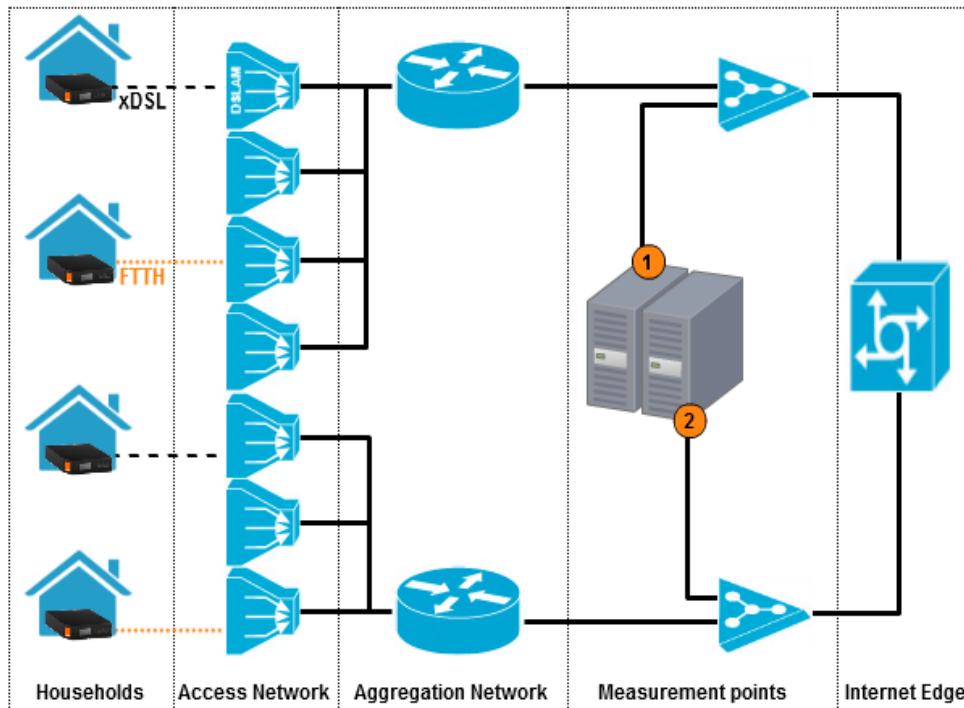 xDSL
DSLAM
FTTH
1
2
Households
Access Network
Aggregation Network
Measurement points
Internet Edge